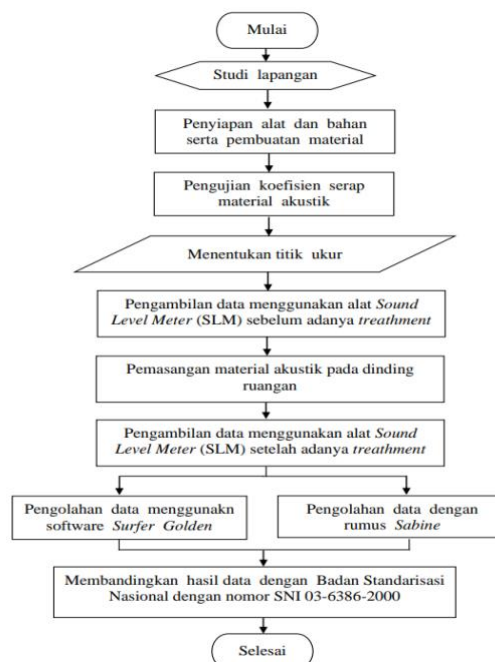 Mulai
Studi lapangan
Penyiapan alat dan bahan
serta pembuatan material
Pengujian koefisien serap
material akustik
Menentukan titik ukur
Pengambilan data menggunakan alat Sound
Level Meter (SLM) sebelum adanya treathment
Pemasangan material akustik pada dinding
ruangan
Pengambilan data menggunakan alat Sound
Level Meter (SLM) setelah adanya treathment
Pengolahan data menggunakn
software Surfer Golden
Pengolahan data dengan
rumus Sabine
Membandingkan hasil data dengan Badan Standarisasi
Nasional dengan nomor SNI 03-6386-2000
Selesai